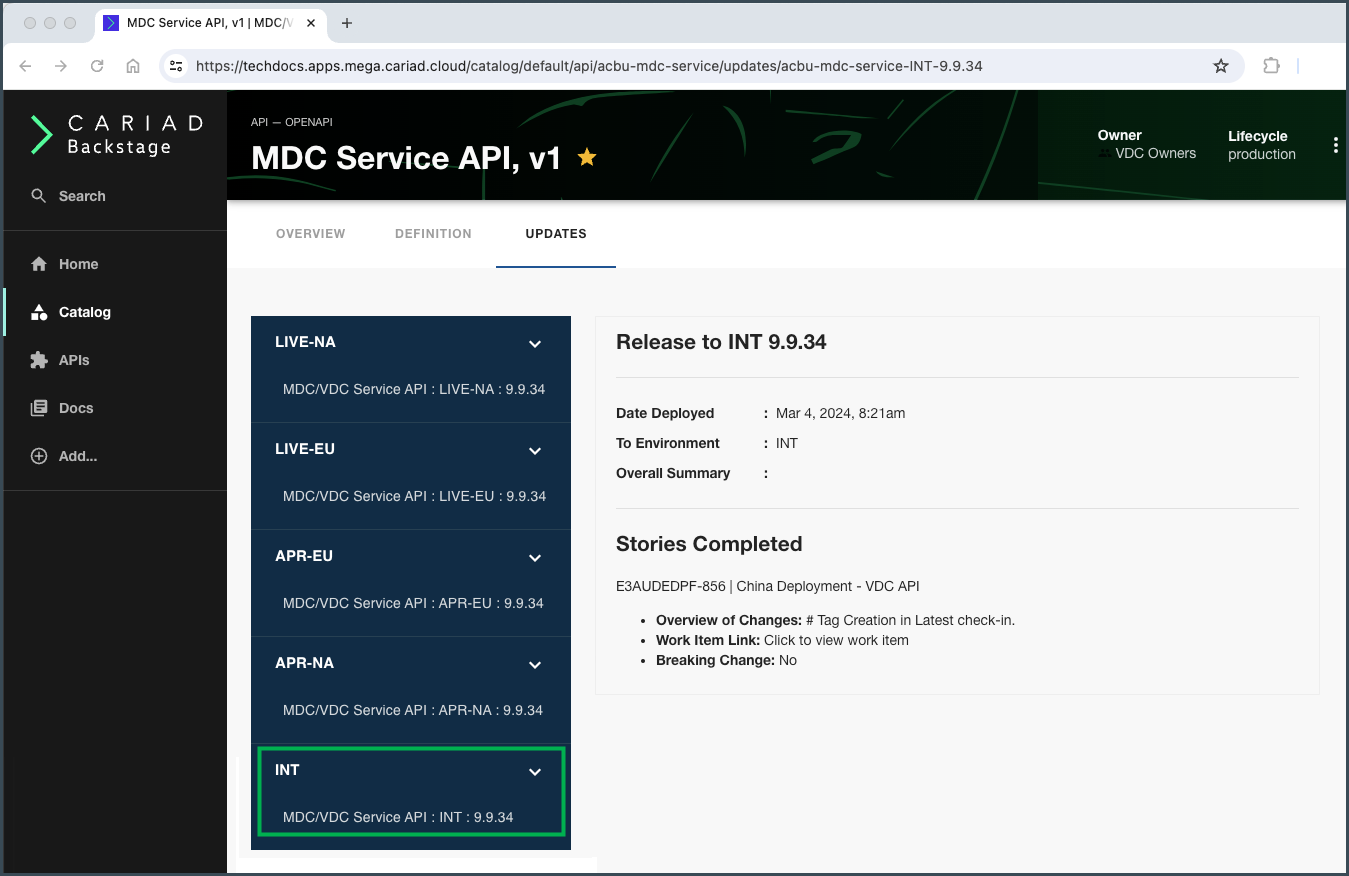 MDC Service API, v1 | MDC/V
https://techdocs.apps.mega.cariad.cloud/catalog/default/api/acbu-mdc-service/updates/acbu-mdc-service-INT-9.9.34
CARIAD
Backstage
Search
Home
Catalog
APIs
Docs
Add...
API — OPENAPI
MDC Service API, v1
Owner
VDC Owners
Lifecycle
production
OVERVIEW
DEFINITION
UPDATES
LIVE-NA
MDC/VDC Service API : LIVE-NA : 9.9.34
LIVE-EU
MDC/VDC Service API : LIVE-EU : 9.9.34
APR-EU
MDC/VDC Service API : APR-EU : 9.9.34
APR-NA
MDC/VDC Service API : APR-NA : 9.9.34
INT
MDC/VDC Service API : INT : 9.9.34
Release to INT 9.9.34
Date Deployed : Mar 4, 2024, 8:21am
To Environment : INT
Overall Summary :
Stories Completed
E3AUDEDPF-856 | China Deployment - VDC API
• Overview of Changes: # Tag Creation in Latest check-in.
• Work Item Link: Click to view work item
• Breaking Change: No